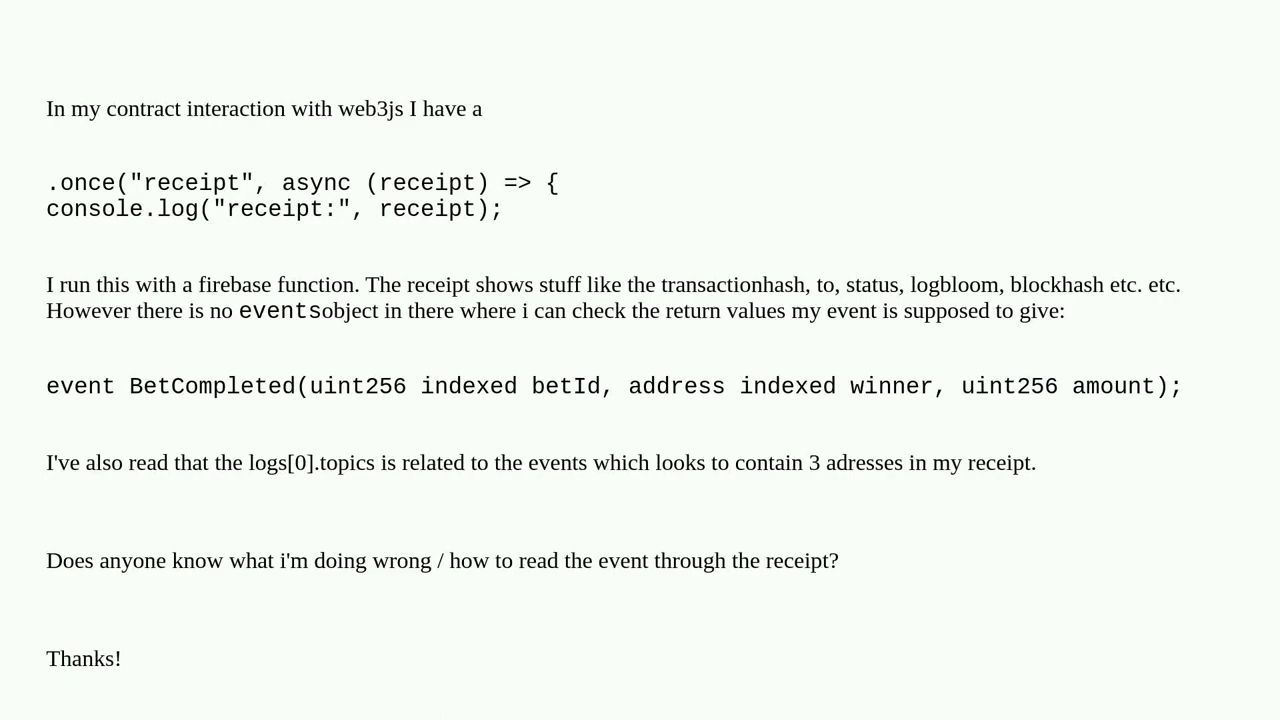 In my contract interaction with web3js I have a
.once("receipt", async (receipt) => {
console.log("receipt:", receipt);
I run this with a firebase function. The receipt shows stuff like the transactionhash, to, status, logbloom, blockhash etc. etc.
However there is no eventsobject in there where i can check the return values my event is supposed to give:
event BetCompleted(uint256 indexed betId, address indexed winner, uint256 amount);
I've also read that the logs[0].topics is related to the events which looks to contain 3 adresses in my receipt.
Does anyone know what i'm doing wrong / how to read the event through the receipt?
Thanks!